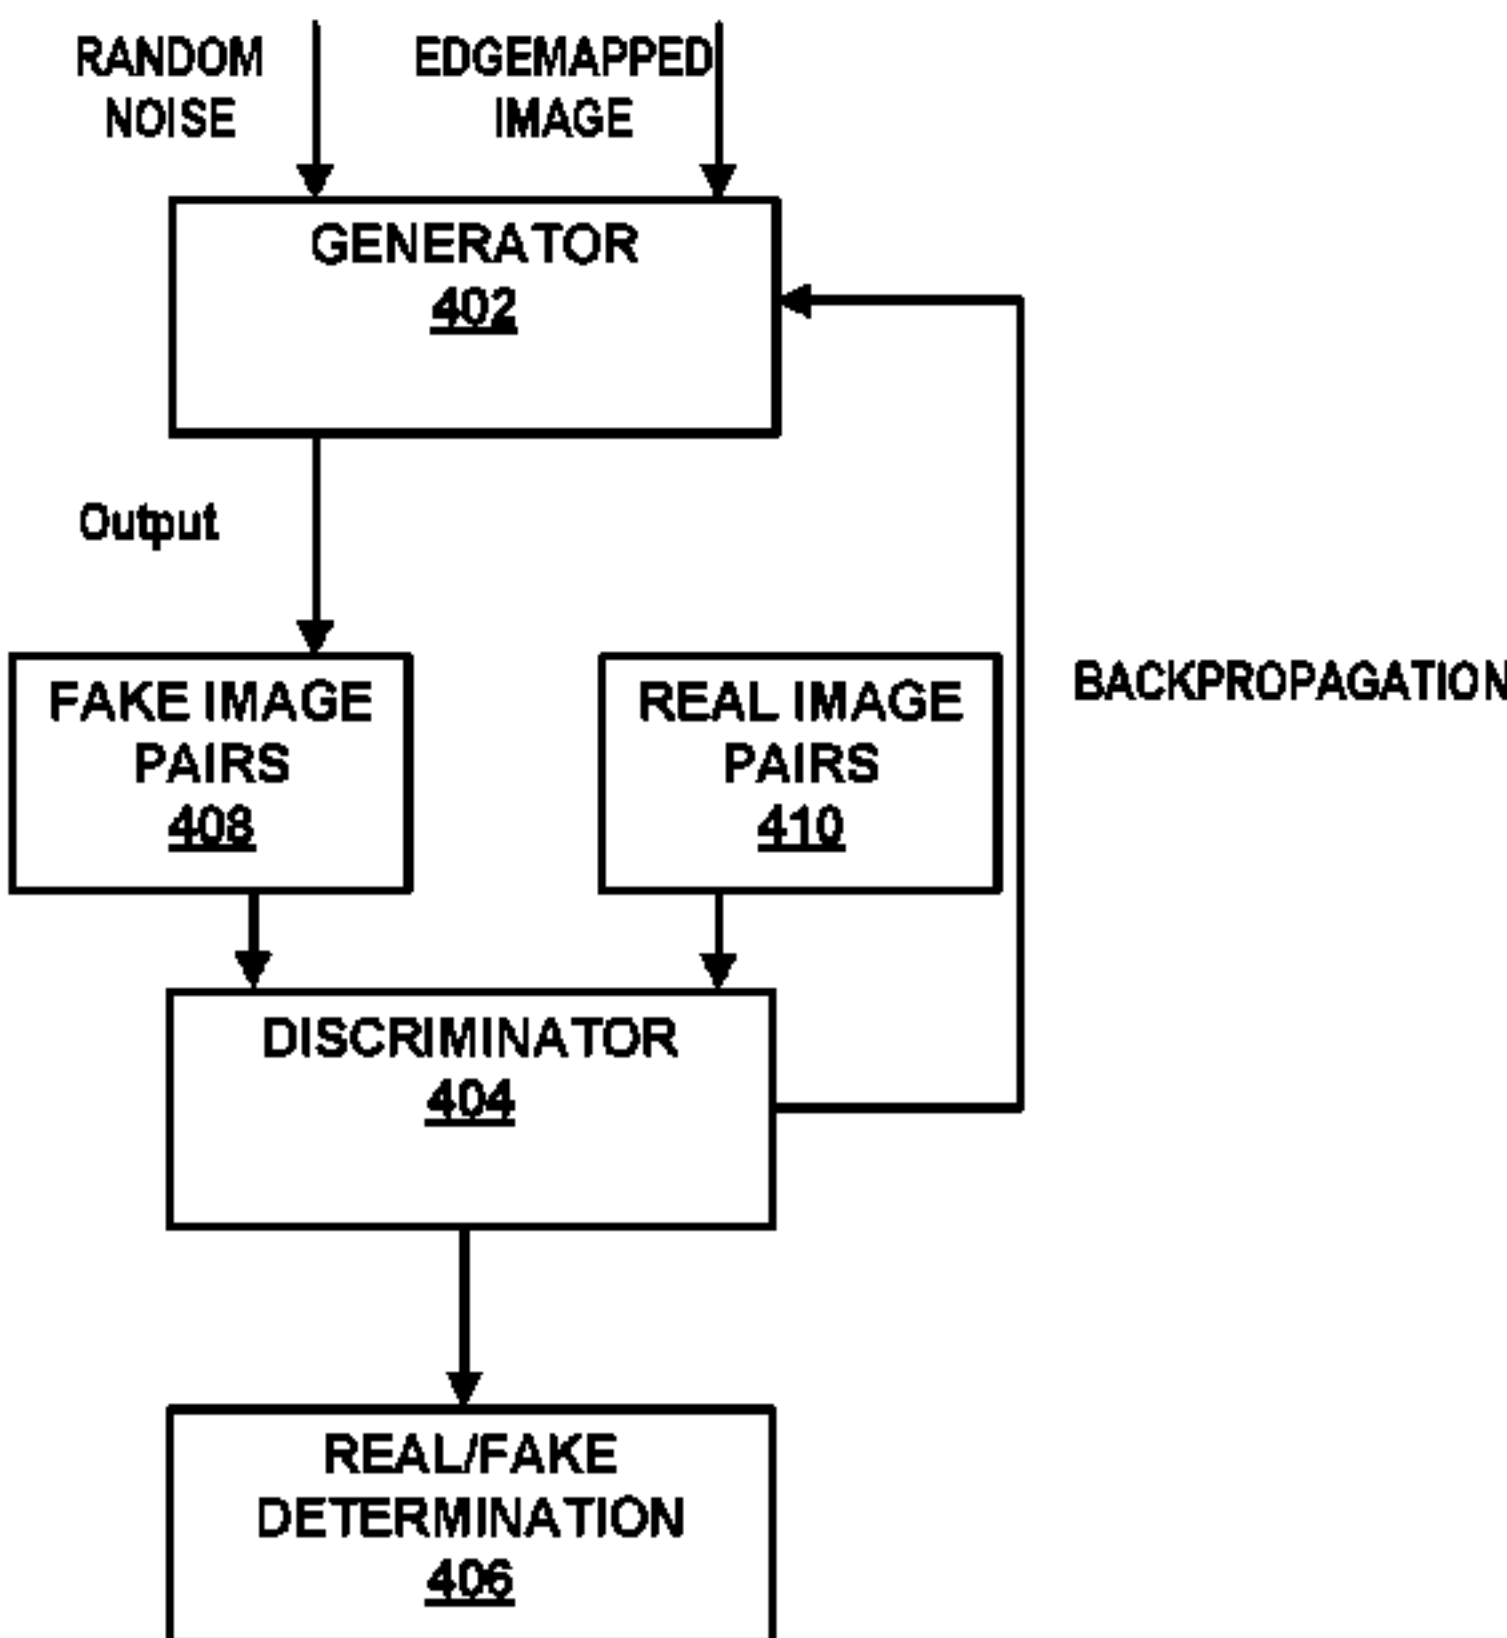 RANDOM
NOISE
EDGEMAPPED
IMAGE
GENERATOR
402
Output
FAKE IMAGE
PAIRS
408
REAL IMAGE
PAIRS
410
BACKPROPAGATION
DISCRIMINATOR
404
REAL/FAKE
DETERMINATION
406